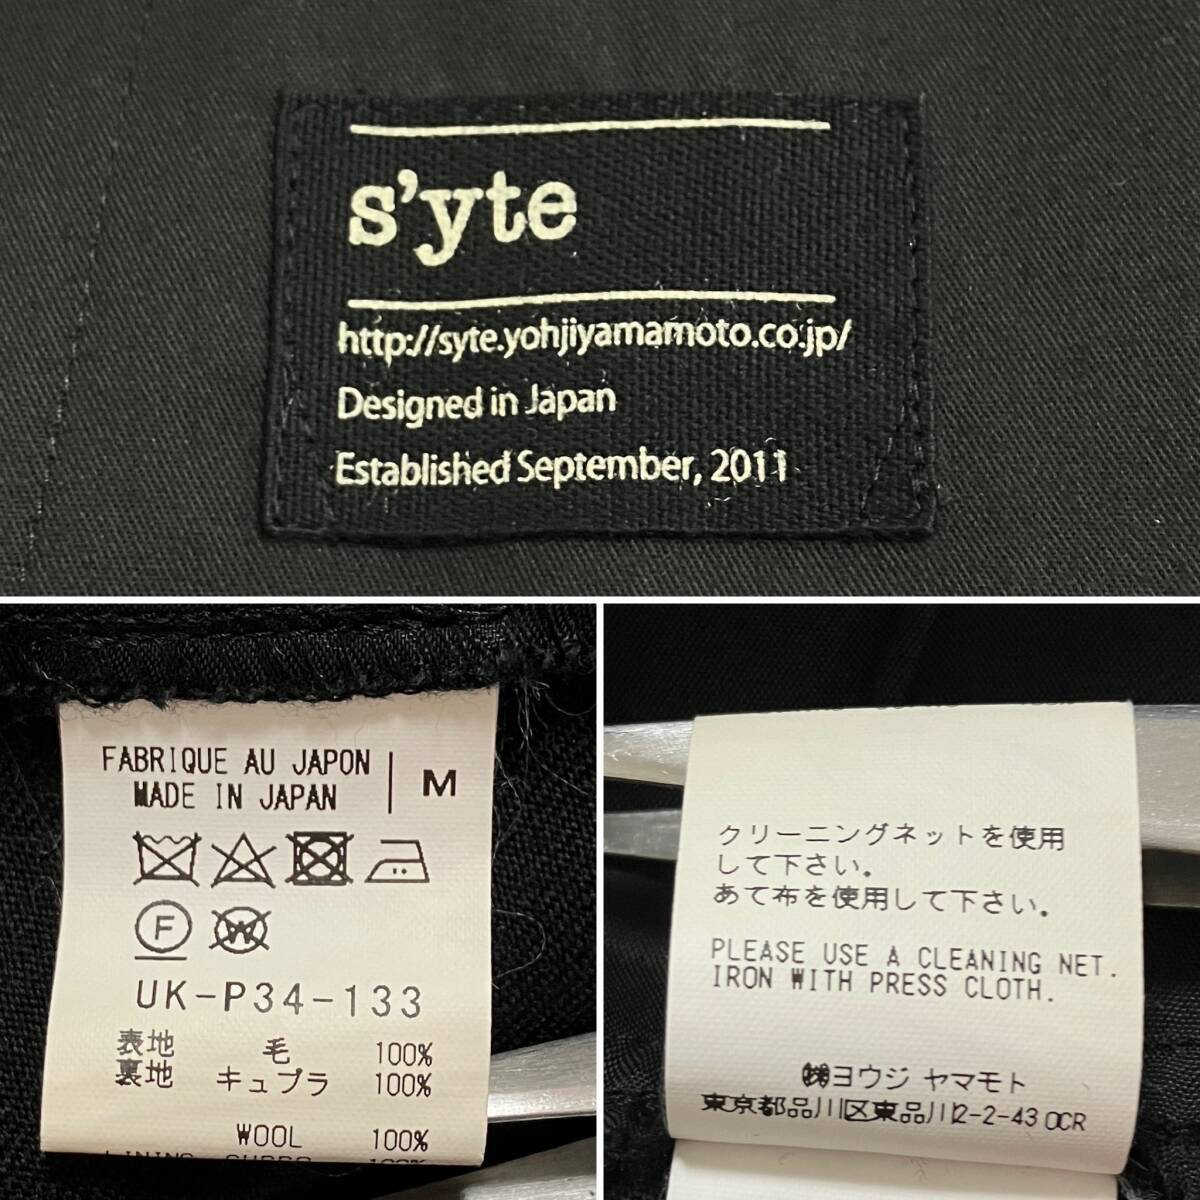 s'yte
http://syte.yohjiyamamoto.co.jp/
Designed in Japan
Established September, 2011
FABRIQUE AU JAPON
MADE IN JAPAN
M
F
W
UK-P34-133
表地 毛 100%
裏地 キュプラ 100%
WOOL 100%
クリーニングネットを使用
して下さい。
あて布を使用して下さい。
PLEASE USE A CLEANING NET.
IRON WITH PRESS CLOTH.
㈱ヨウジ ヤマモト
東京都品川区東品川2-2-43 OCR